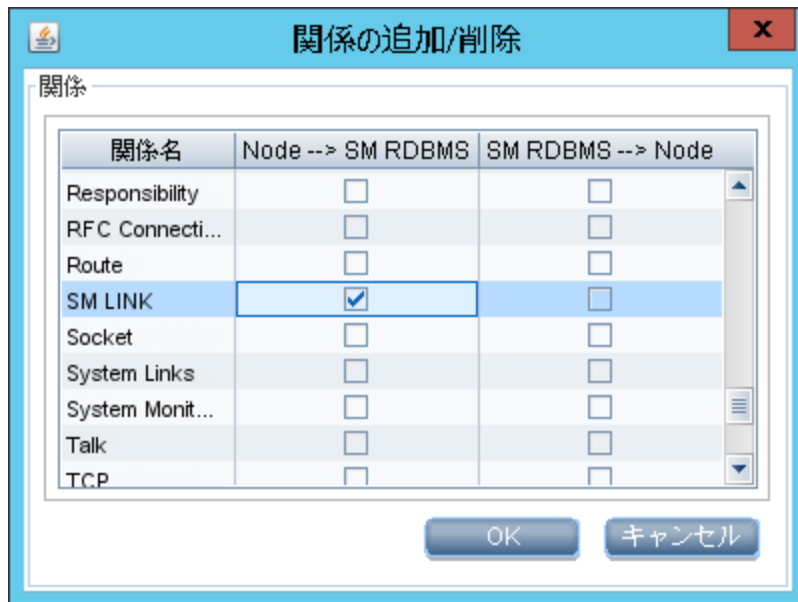 関係の追加/削除
x
関係
関係名 Node --> SM RDBMS SM RDBMS --> Node
Responsibility
RFC Connecti...
Route
SM LINK
Socket
System Links
System Monit...
Talk
TCP
OK キャンセル